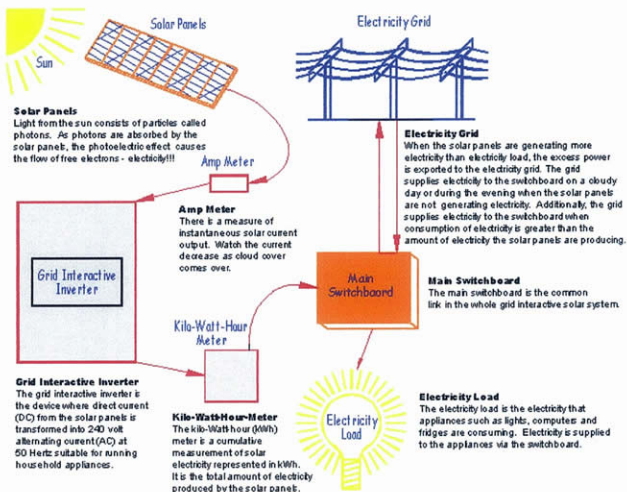 Solar Panels
Electricity Grid
Sun
Solar Panels
Light from the sun consists of particles called
photons. As photons are absorbed by the
solar panels, the photoelectric effect causes
the flow of free electrons - electricity!!!
Amp Meter
Electricity Grid
When the solar panels are generating more
electricity than electricity load, the excess power
is exported to the electricity grid. The grid
supplies electricity to the switchboard on a cloudy
day or during the evening when the solar panels
are not generating electricity. Additionally, the grid
supplies electricity to the switchboard when
consumption of electricity is greater than the
amount of electricity the solar panels are producing.
Amp Meter
There is a measure of
instantaneous solar current
output. Watch the current
decrease as cloud cover
comes over.
Grid Interactive
Inverter
Main
Switchbaord
Main Switchboard
The main switchboard is the common
link in the whole grid interactive solar system.
Kilo-Watt-Hour
Meter
Grid Interactive Inverter
The grid interactive inverter is
the device where direct current
(DC) from the solar panels is
transformed into 240 volt
alternating current (AC) at
50 Hertz suitable for running
household appliances.
Kilo-Watt-Hour-Meter
The kilo-Watt-hour (kWh)
meter is a cumulative
measurement of solar
electricity represented in kWh.
It is the total amount of electricity
produced by the solar panels.
Electricity
Load
Electricity Load
The electricity load is the electricity that
appliances such as lights, computers and
fridges are consuming. Electricity is supplied
to the appliances via the switchboard.